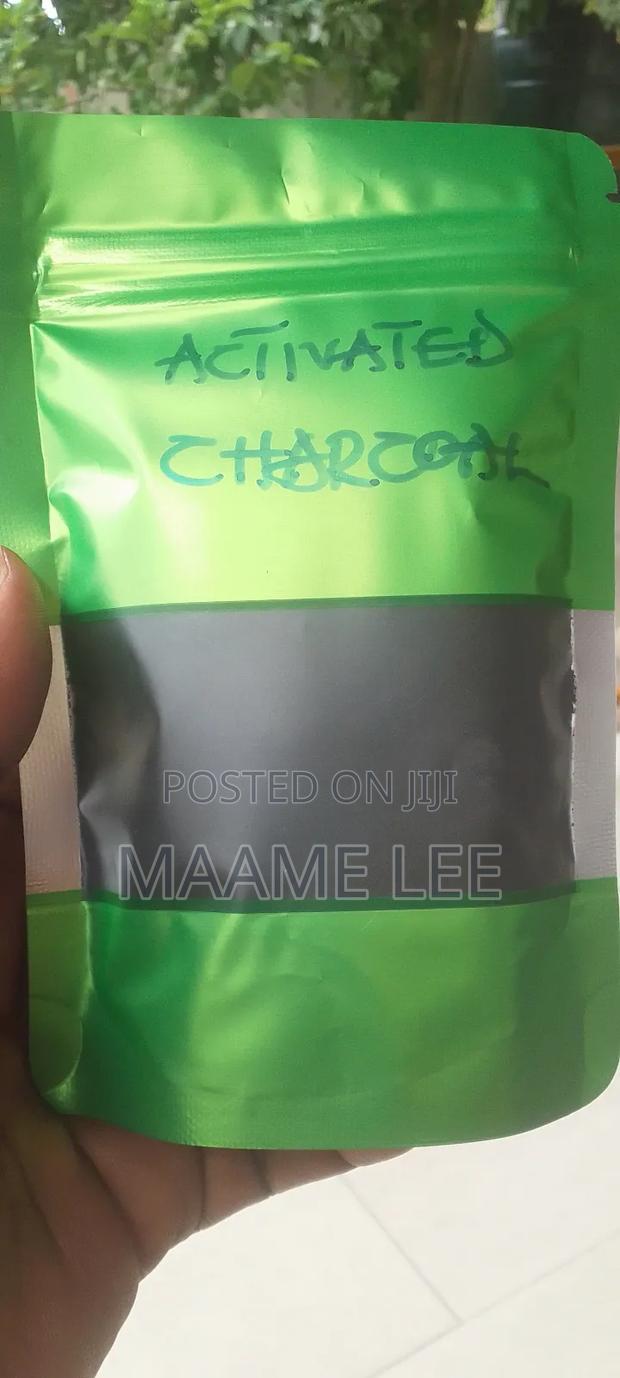 ACTIVATED
CHARCOAL
POSTED ON JIJI
MAAME LEE